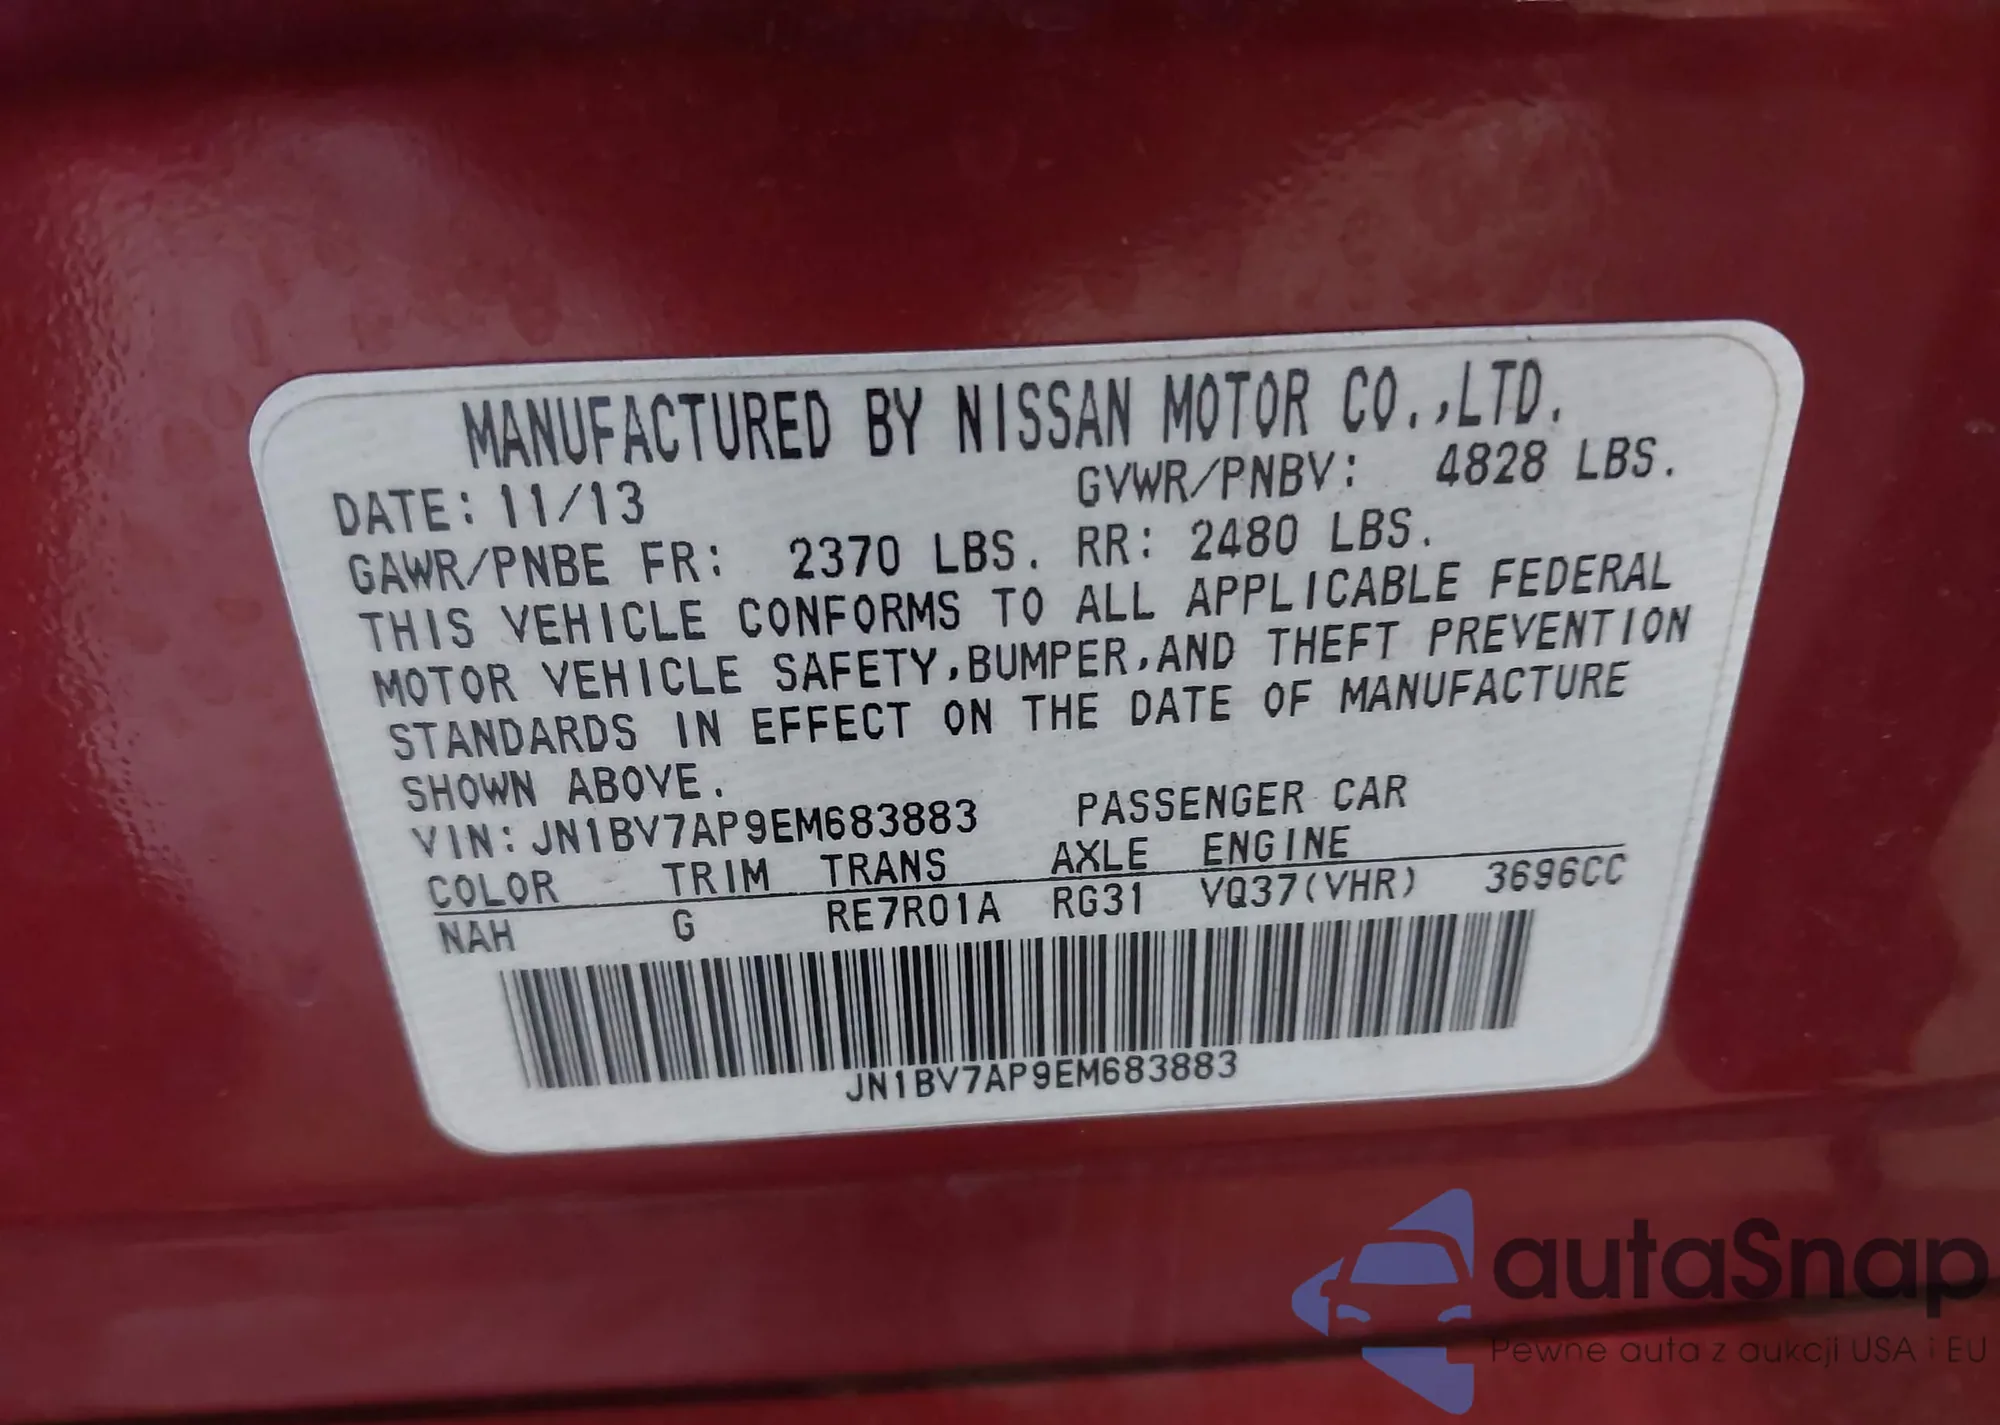 MANUFACTURED BY NISSAN MOTOR CO.,LTD.
DATE: 11/13 GVWR/PNBV: 4828 LBS.
GAWR/PNBE FR: 2370 LBS. RR: 2480 LBS.
THIS VEHICLE CONFORMS TO ALL APPLICABLE FEDERAL
MOTOR VEHICLE SAFETY,BUMPER,AND THEFT PREVENTION
STANDARDS IN EFFECT ON THE DATE OF MANUFACTURE
SHOWN ABOVE.
VIN: JN1BV7AP9EM683883 PASSENGER CAR
COLOR TRIM TRANS AXLE ENGINE
NAH G RE7R01A RG31 VQ37(VHR) 3696CC
JN1BV7AP9EM683883
autaSnap
Pewne auta z aukcji USA i EU